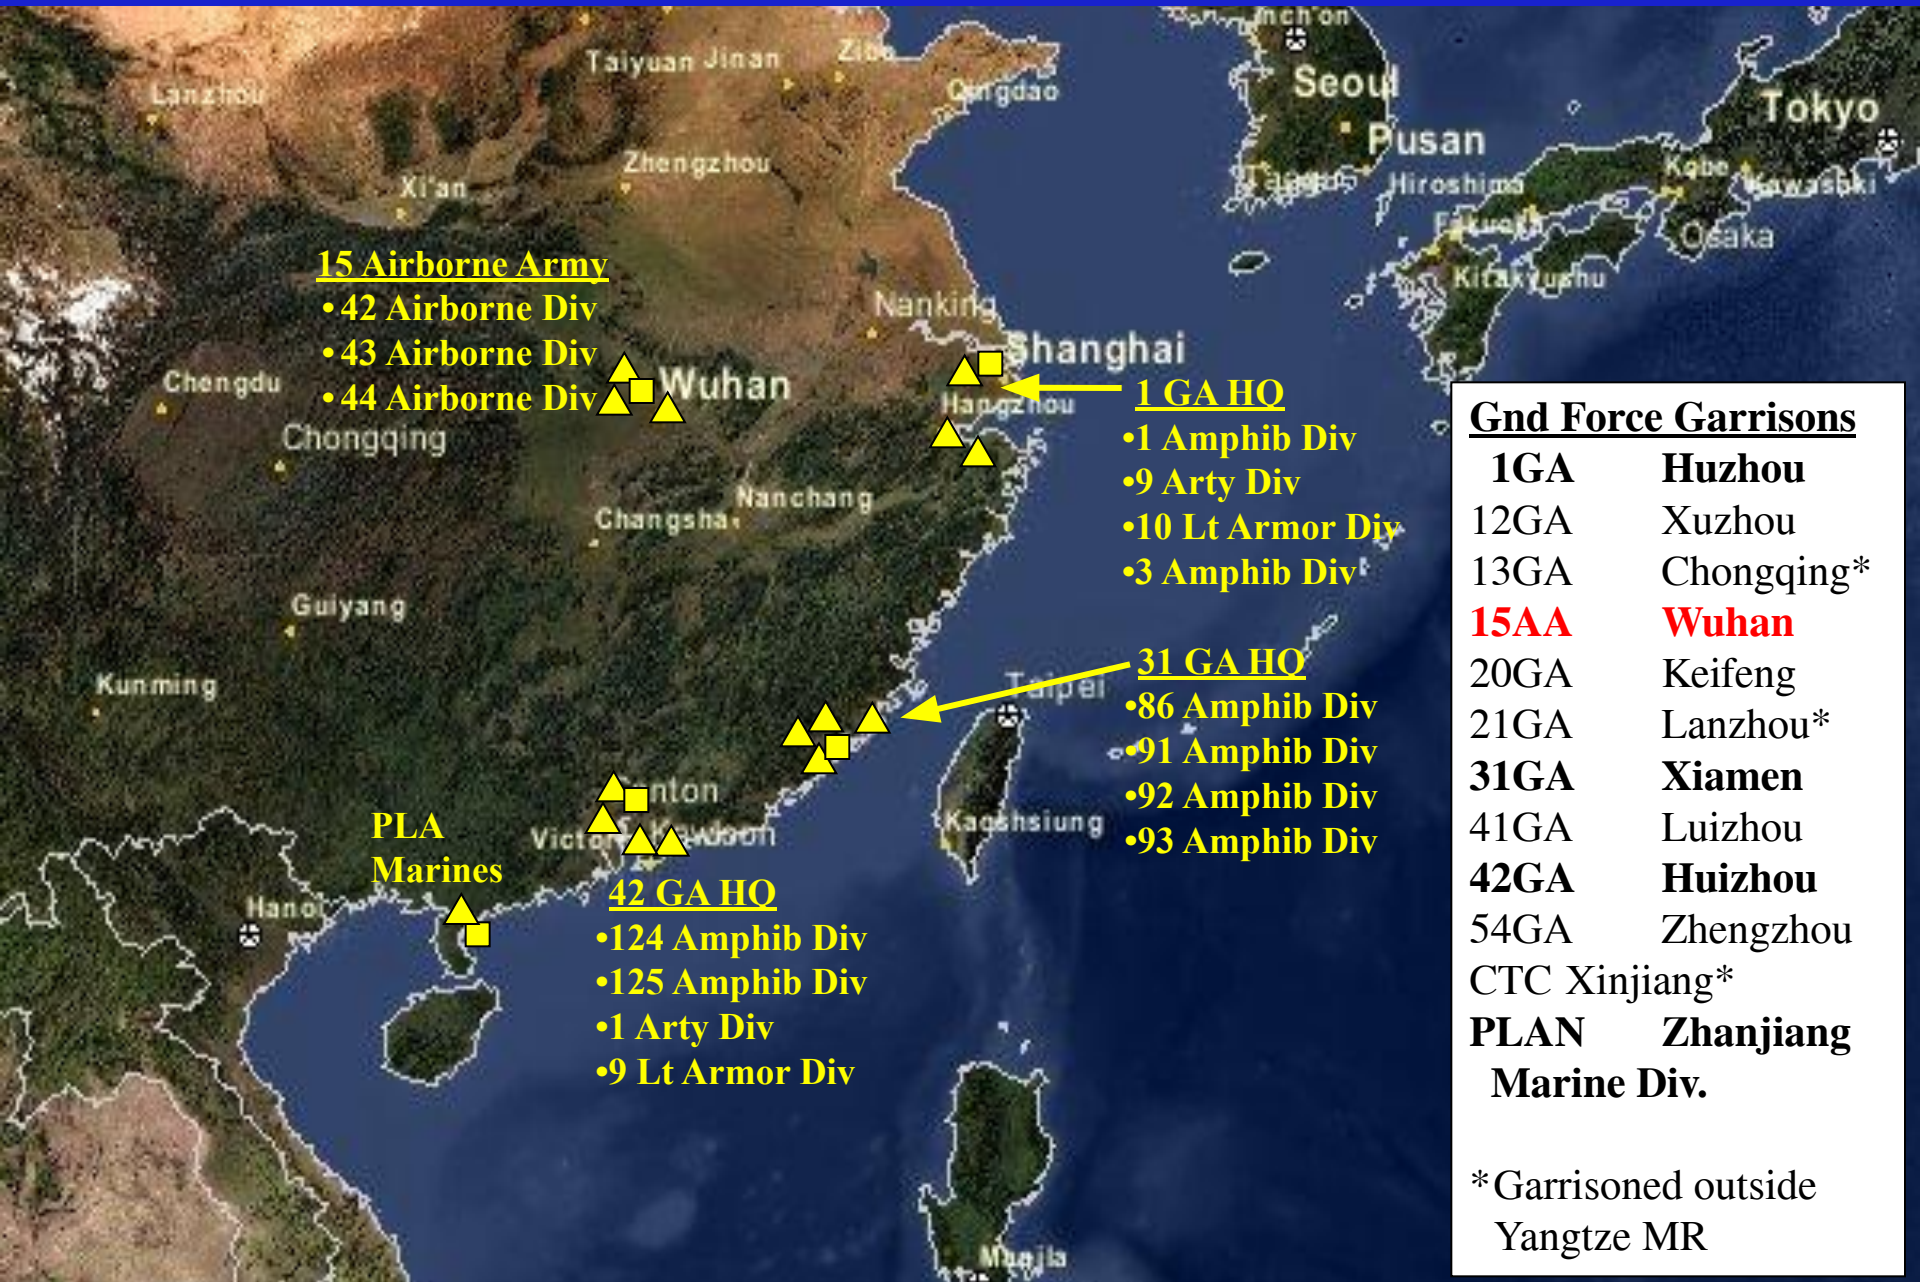 Inch'on
Taiyuan
Jinan
Lanzhou
Seoul
Tokyo
Pusan
Zhengzhou
Xi'an
Hiroshima
Kobe
Kawasaki
Osaka
Kitakyushu
15 Airborne Army
•42 Airborne Div
•43 Airborne Div
•44 Airborne Div
Nanking
Shanghai
Wuhan
Chengdu
Hangzhou
Chongqing
1 GA HQ
•1 Amphib Div
•9 Arty Div
•10 Lt Armor Div
•3 Amphib Div
Nanchang
Changsha
Guiyang
Kunming
Taipei
31 GA HQ
•86 Amphib Div
•91 Amphib Div
•92 Amphib Div
•93 Amphib Div
Kaoshsiung
PLA
Marines
Hanoi
42 GA HQ
•124 Amphib Div
•125 Amphib Div
•1 Arty Div
•9 Lt Armor Div
Manila
Gnd Force Garrisons
1GA Huzhou
12GA Xuzhou
13GA Chongqing*
15AA Wuhan
20GA Keifeng
21GA Lanzhou*
31GA Xiamen
41GA Luizhou
42GA Huizhou
54GA Zhengzhou
CTC Xinjiang*
PLAN Zhanjiang
Marine Div.
*Garrisoned outside
Yangtze MR